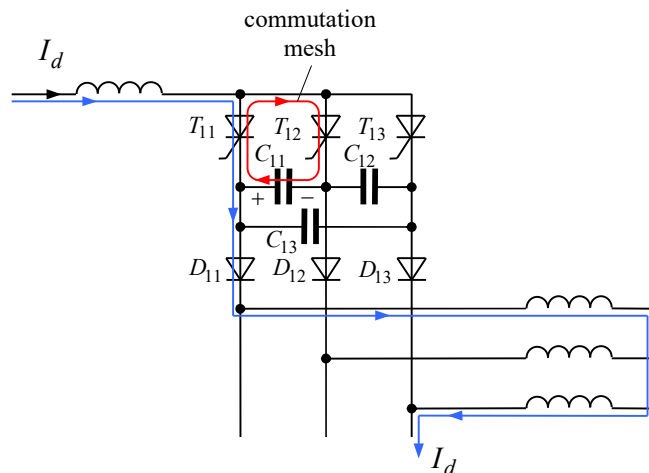 commutation
mesh
I_d
T_11
T_12
T_13
C_11
C_12
+
−
C_13
D_11
D_12
D_13
I_d